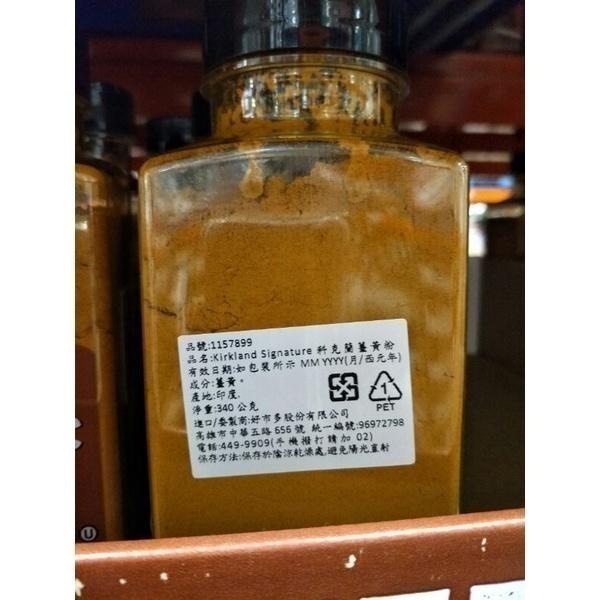 品號:1157899
品名:Kirkland Signature 科克蘭薑黃粉
有效日期:如包裝所示 MM YYYY(月/西元年)
成分:薑黃。
產地:印度.
淨重:340 公克
進口/委製商:好市多股份有限公司
高雄市中華五路 656 號 統一編號:96972798
電話:449-9909(手機撥打請加 02)
保存方法:保存於陰涼乾燥處,避免陽光直射
1
PET
U